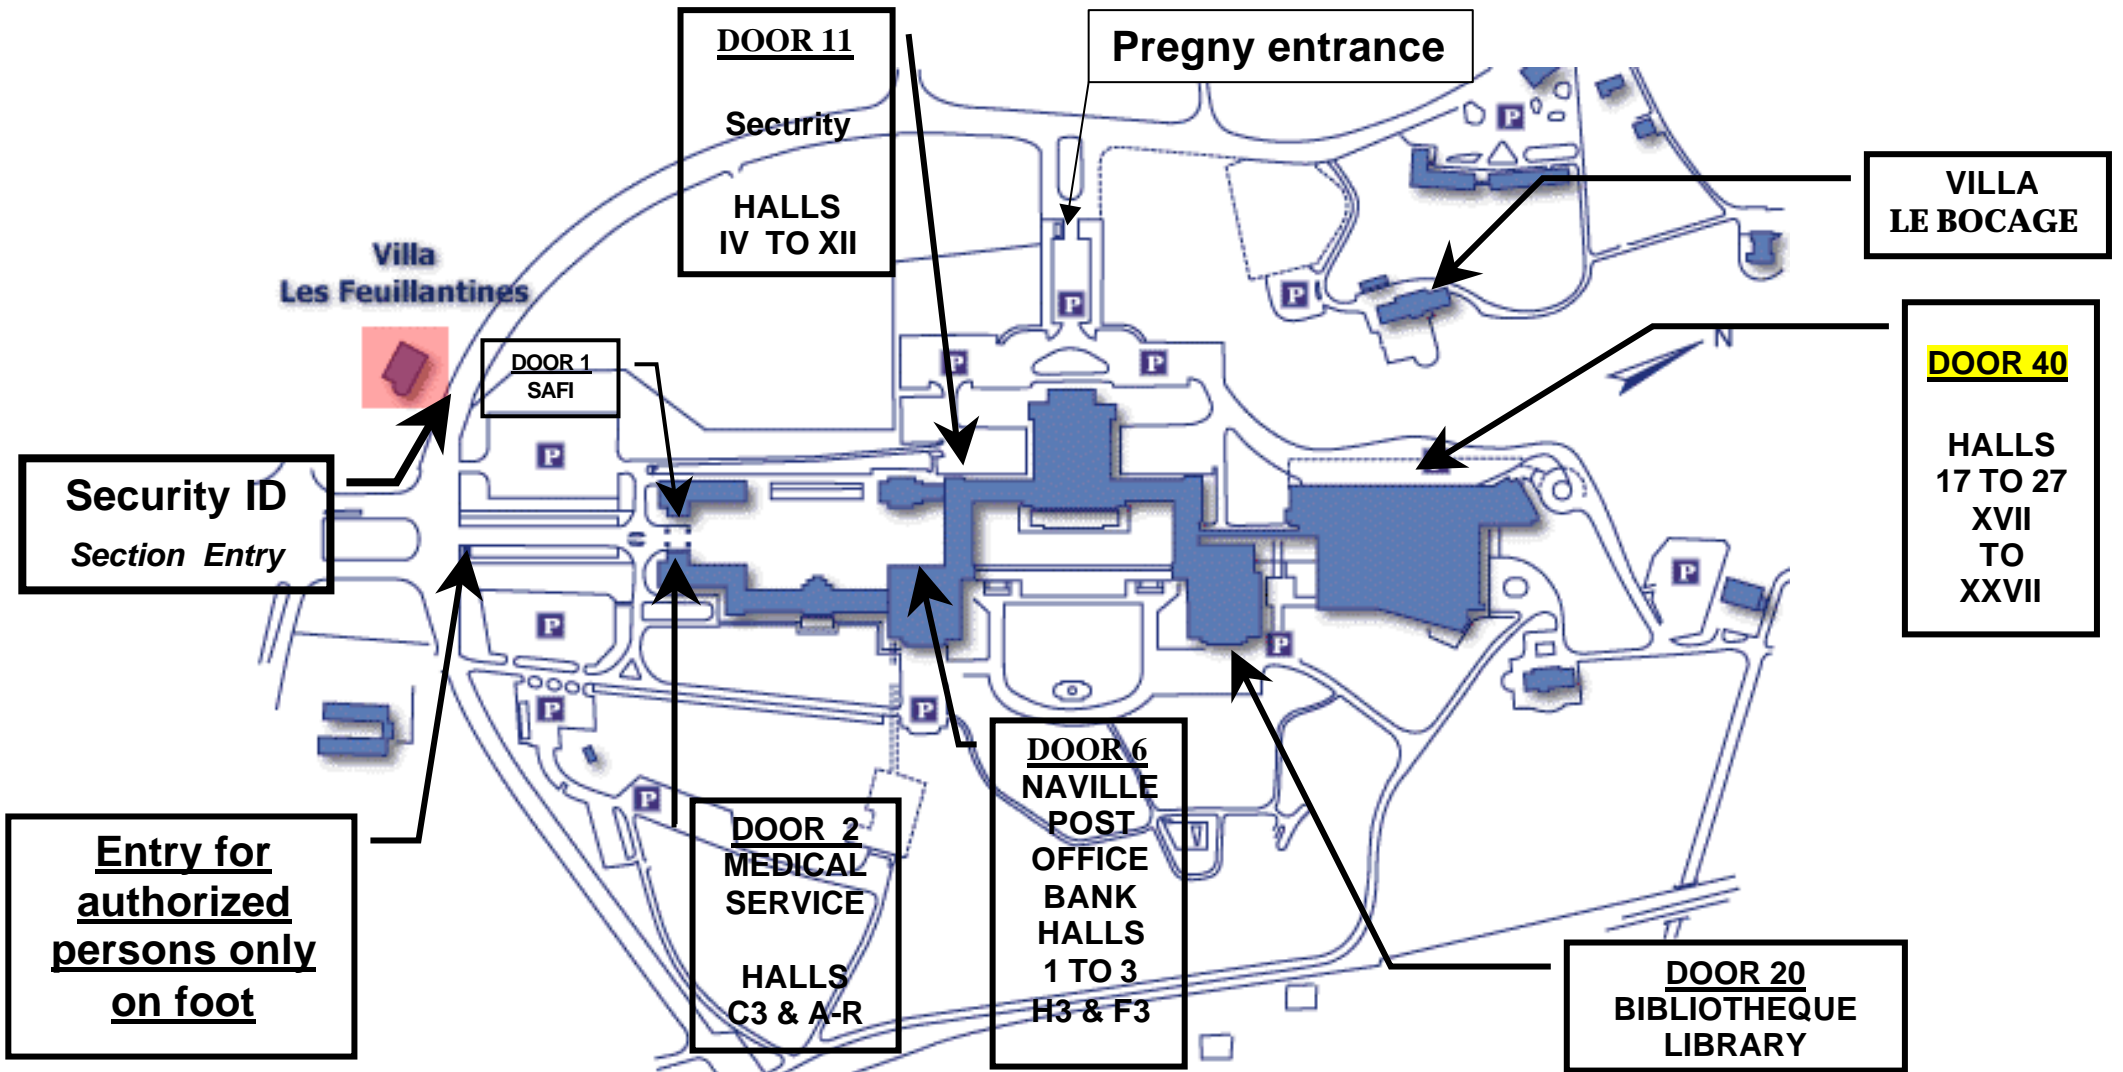 DOOR 11
Security
HALLS
IV TO XII
Pregny entrance
VILLA
LE BOCAGE
Villa
Les Feuillantines
DOOR 1
SAFI
N
DOOR 40
HALLS
17 TO 27
XVII
TO
XXVII
Security ID
Section Entry
Entry for
authorized
persons only
on foot
DOOR 2
MEDICAL
SERVICE
HALLS
C3 & A-R
DOOR 6
NAVILLE
POST
OFFICE
BANK
HALLS
1 TO 3
H3 & F3
DOOR 20
BIBLIOTHEQUE
LIBRARY
P
P
P
P
P
P
P
P
P
P
P
P